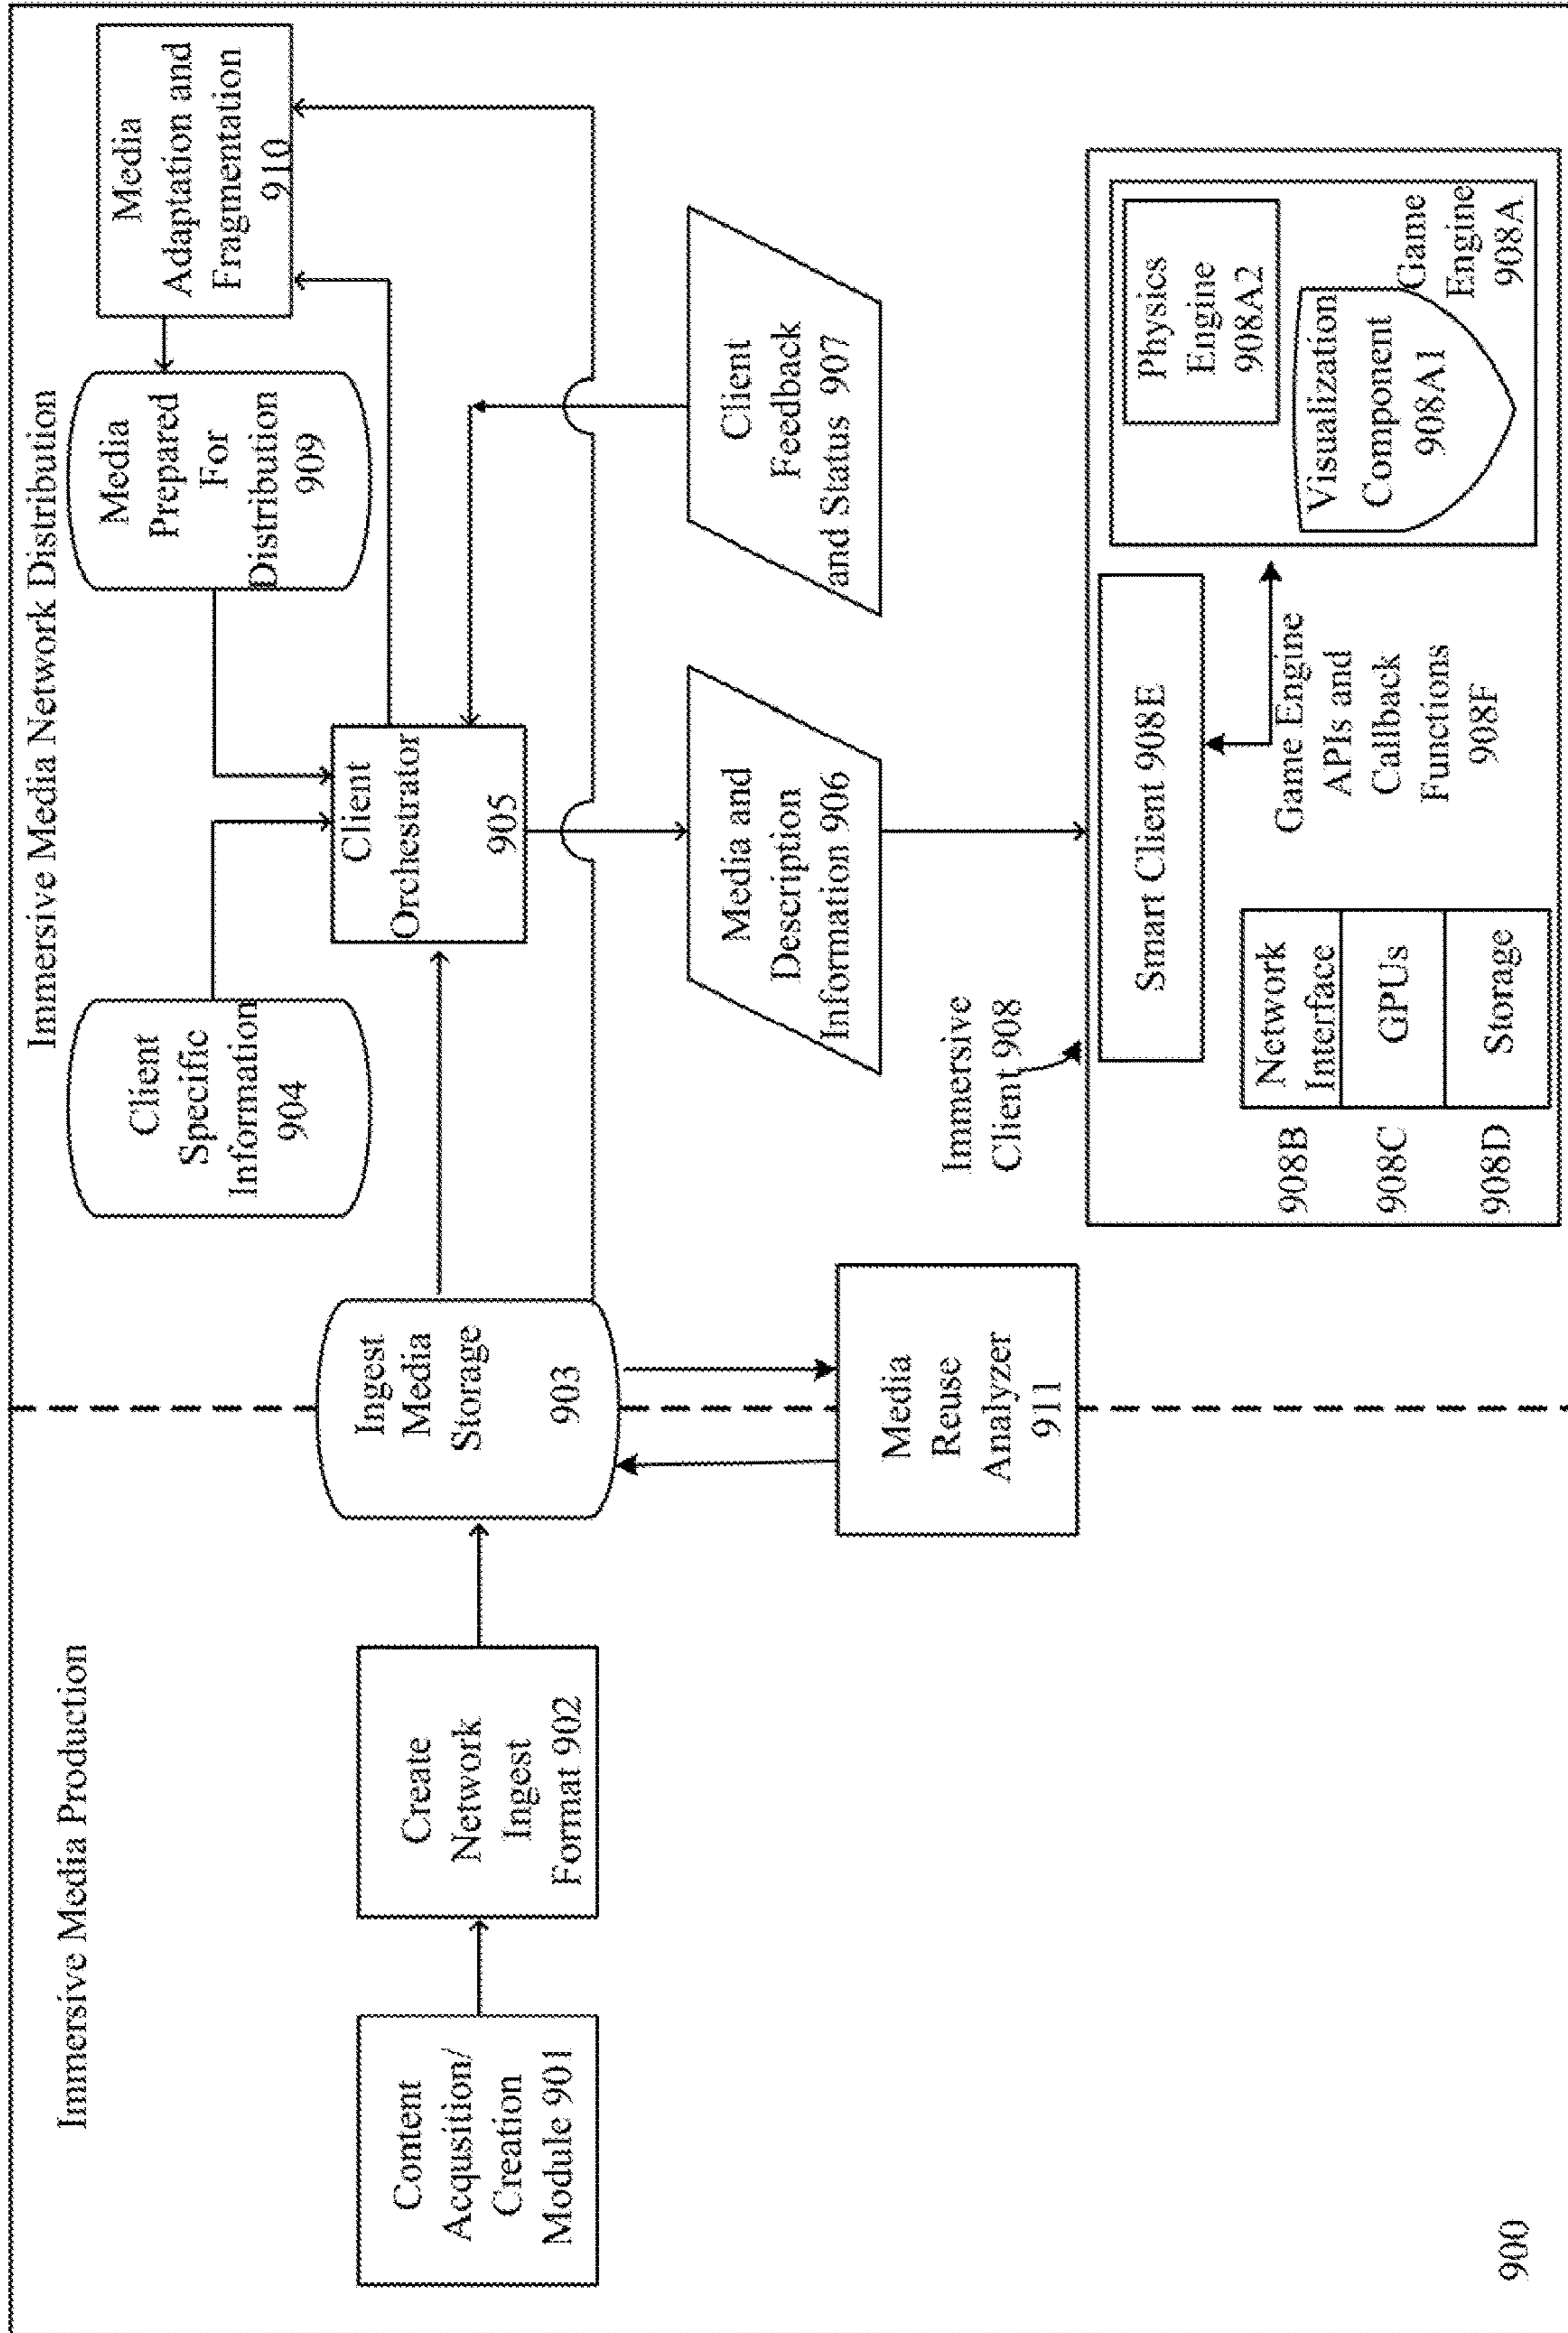 Immersive Media Production
Immersive Media Network Distribution
Content
Acqusition/
Creation
Module 901
Create
Network
Ingest
Format 902
Ingest
Media
Storage
903
Media
Reuse
Analyzer
911
Client
Specific
Information
904
Client
Orchestrator
905
Media
Prepared
For
Distribution
909
Media
Adaptation and
Fragmentation
910
Media and
Description
Information 906
Client
Feedback
and Status 907
Immersive
Client 908
Smart Client 908E
908B
Network
Interface
908C
GPUs
908D
Storage
Game Engine
APIs and
Callback
Functions
908F
Physics
Engine
908A2
Visualization
Component
908A1
Game
Engine
908A
900